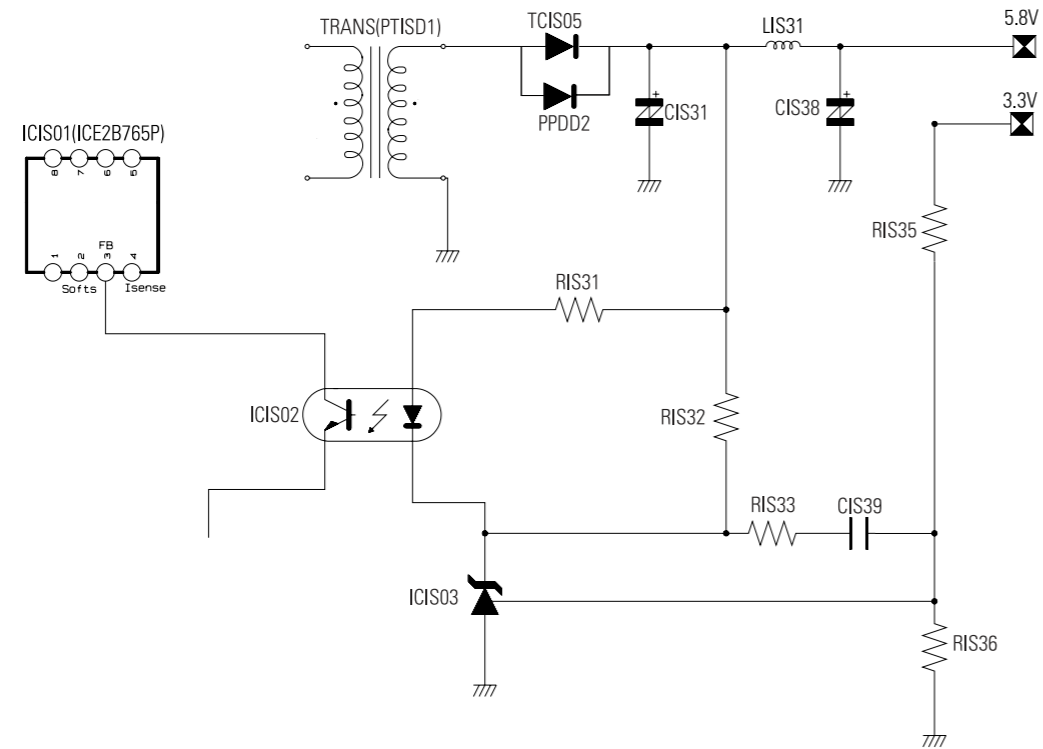 TRANS(PTISD1)
TCIS05
LIS31
5.8V
PPDD2
CIS31
CIS38
3.3V
ICIS01(ICE2B765P)
8 7 6 5
FB
1 2 3 4
Softs Isense
RIS35
RIS31
ICIS02
RIS32
RIS33
CIS39
ICIS03
RIS36